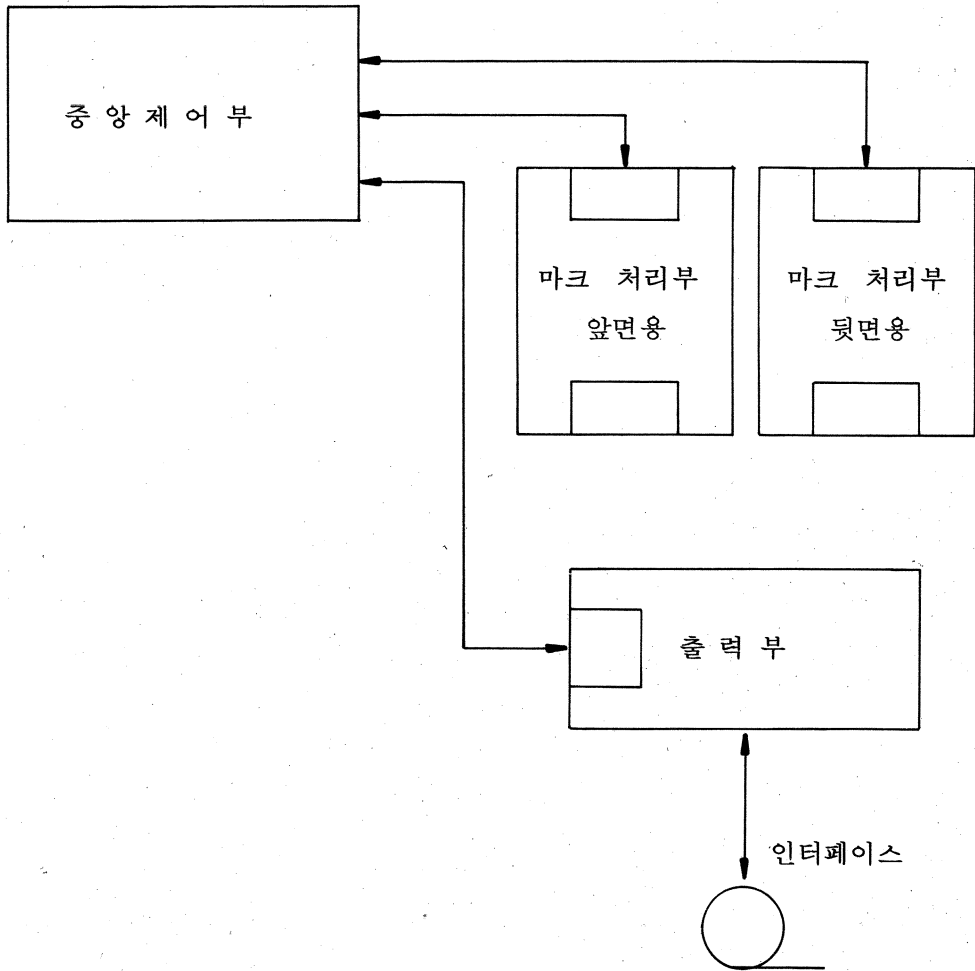 중 앙 제 어 부
마크 처리부
앞면용
마크 처리부
뒷면용
출 력 부
인터페이스